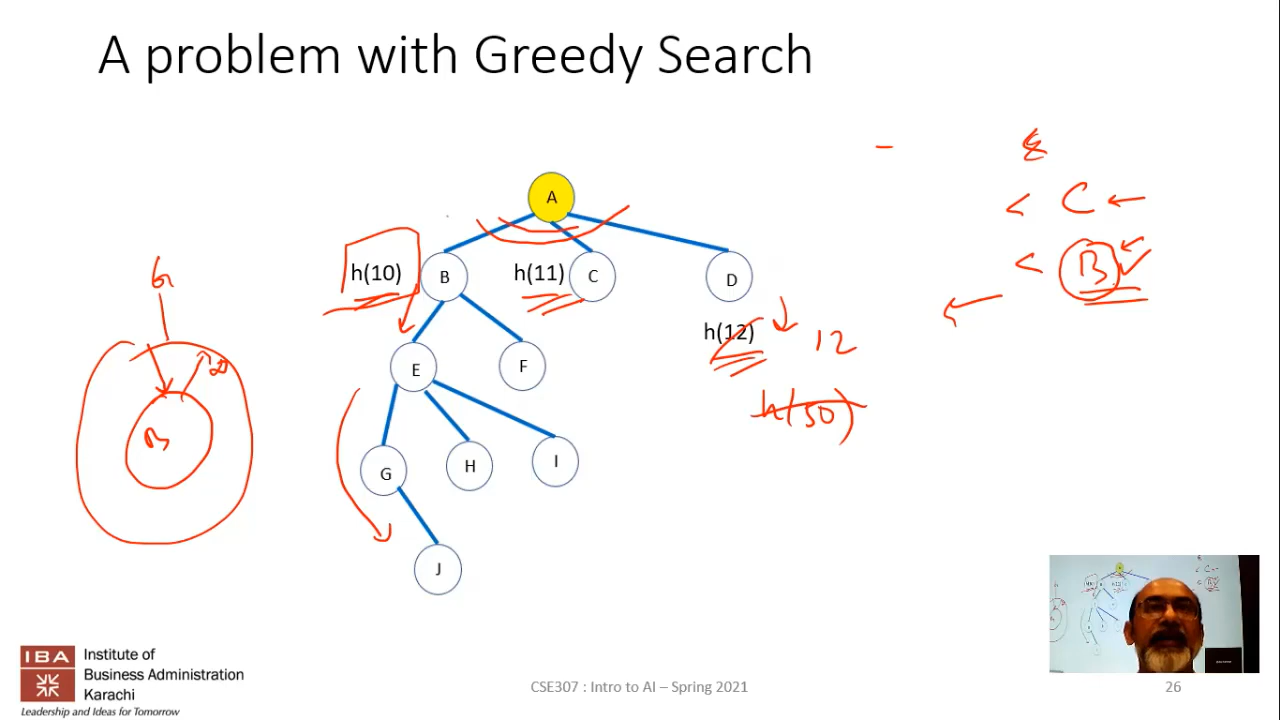 A problem with Greedy Search
A
< C
h(10) B h(11) C D
< B
h(12) 12
E F
h(50)
B
G H I
J
IBA
Institute of
Business Administration
Karachi
Leadership and Ideas for Tomorrow
CSE307 : Intro to AI – Spring 2021
26